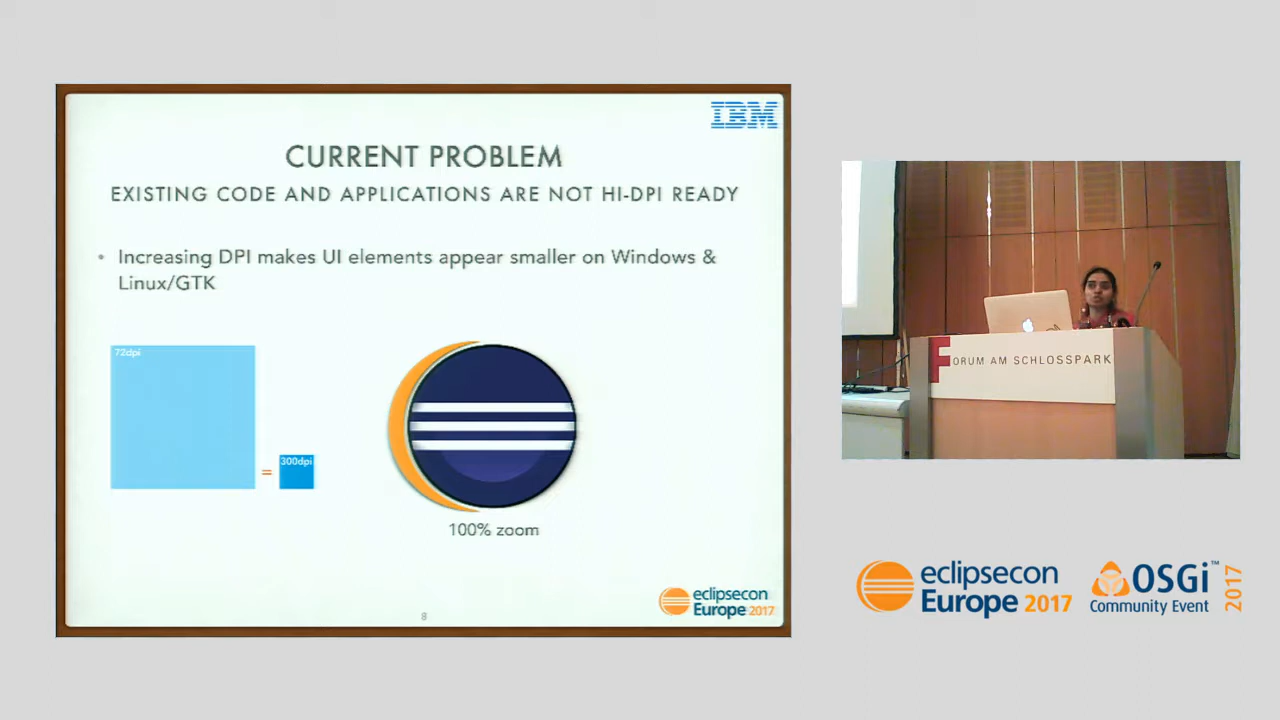 IBM
CURRENT PROBLEM
EXISTING CODE AND APPLICATIONS ARE NOT HI-DPI READY
• Increasing DPI makes UI elements appear smaller on Windows &
Linux/GTK
72dpi
=
300dpi
100% zoom
eclipsecon
Europe 2017
8
FORUM AM SCHLOSSPARK
eclipsecon
Europe 2017
OSGi™
Community Event
2017